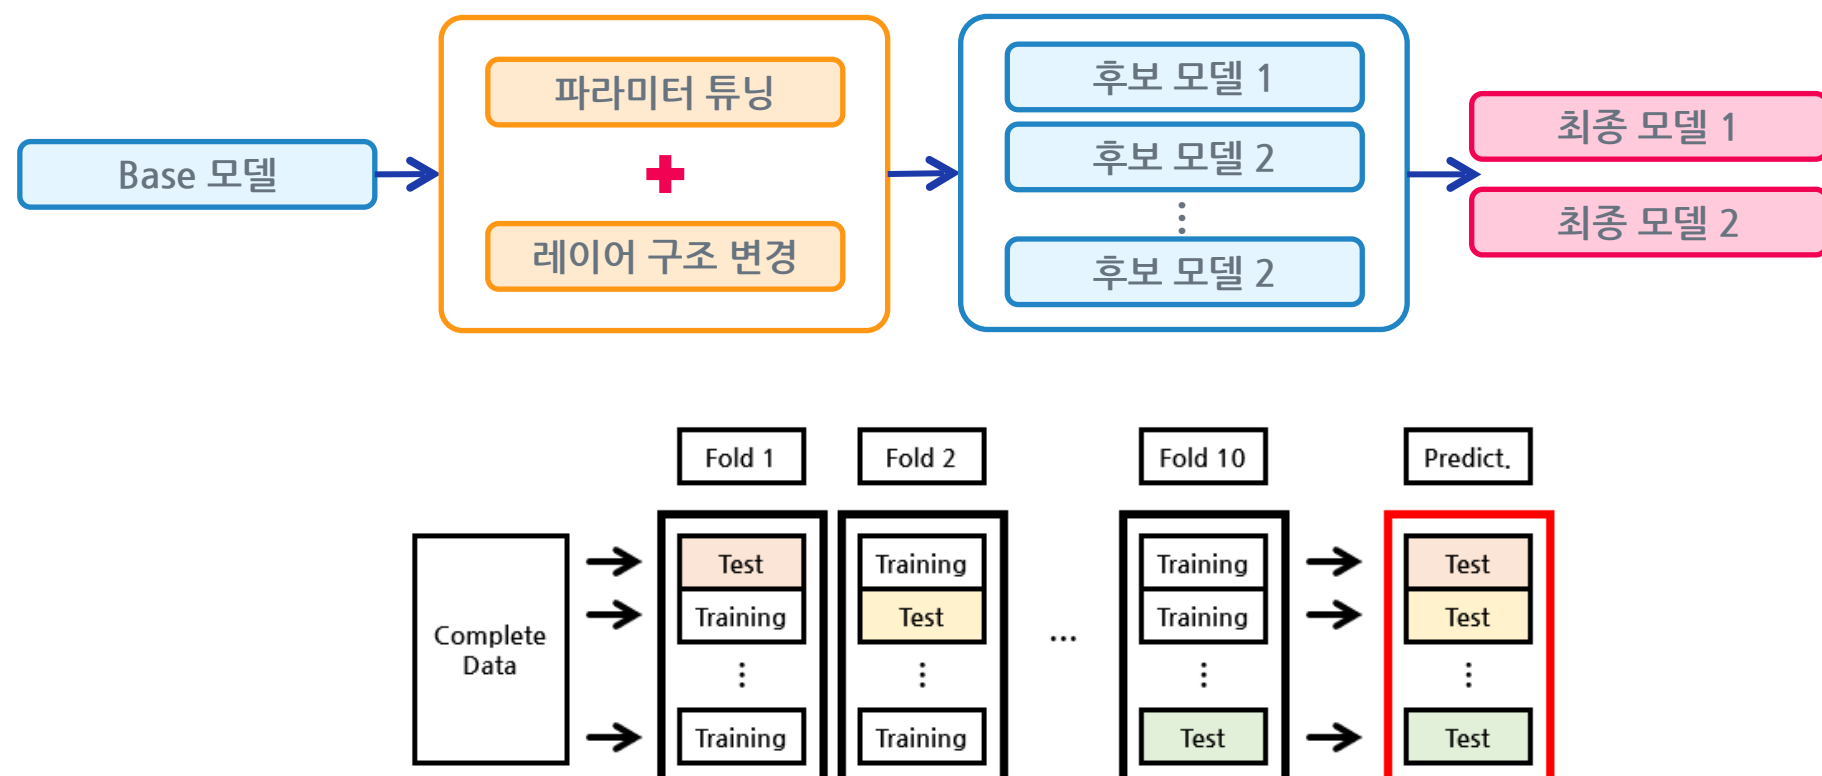 Base 모델
파라미터 튜닝
레이어 구조 변경
후보 모델 1
후보 모델 2
⋮
후보 모델 2
최종 모델 1
최종 모델 2
Fold 1
Fold 2
Fold 10
Predict.
Complete
Data
Test
Training
⋮
Training
Training
Test
⋮
Training
...
Training
Training
⋮
Test
Test
Test
⋮
Test